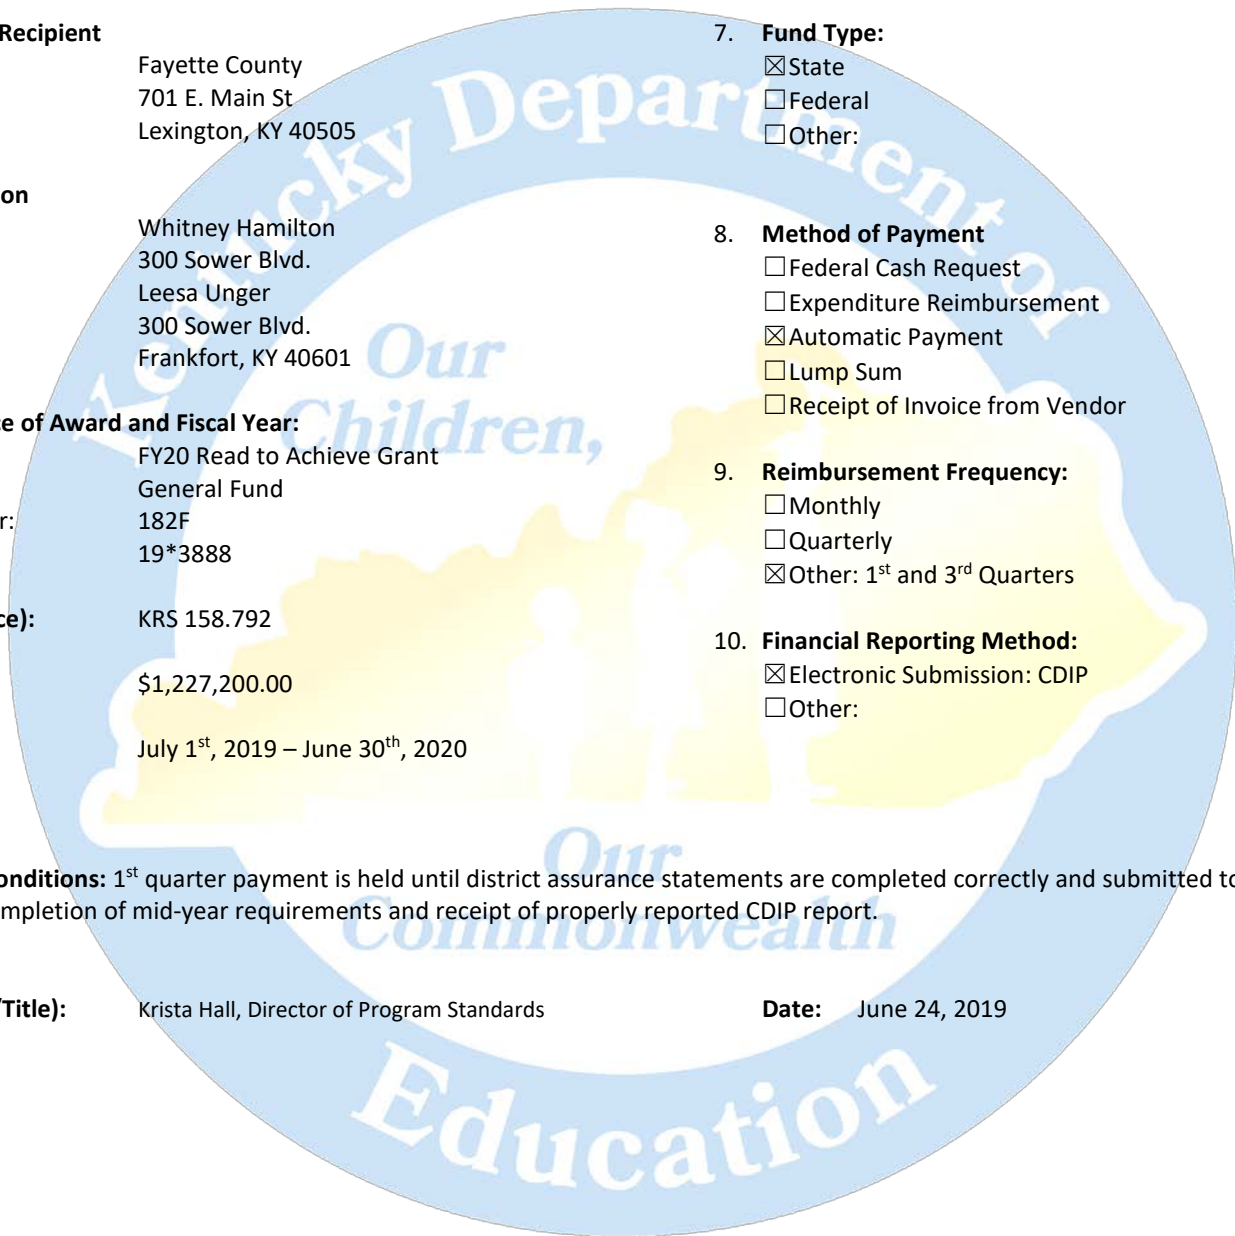 Recipient
Fayette County
701 E. Main St
Lexington, KY 40505
on
Whitney Hamilton
300 Sower Blvd.
Leesa Unger
300 Sower Blvd.
Frankfort, KY 40601
e of Award and Fiscal Year:
FY20 Read to Achieve Grant
General Fund
r: 182F
19*3888
ce): KRS 158.792
$1,227,200.00
July 1st, 2019 – June 30th, 2020
7. Fund Type:
☒State
☐Federal
☐Other:
8. Method of Payment
☐Federal Cash Request
☐Expenditure Reimbursement
☒Automatic Payment
☐Lump Sum
☐Receipt of Invoice from Vendor
9. Reimbursement Frequency:
☐Monthly
☐Quarterly
☒Other: 1st and 3rd Quarters
10. Financial Reporting Method:
☒Electronic Submission: CDIP
☐Other:
onditions: 1st quarter payment is held until district assurance statements are completed correctly and submitted to
mpletion of mid-year requirements and receipt of properly reported CDIP report.
/Title): Krista Hall, Director of Program Standards Date: June 24, 2019
Kentucky Department of
Education
Our
Children,
Our
Commonwealth